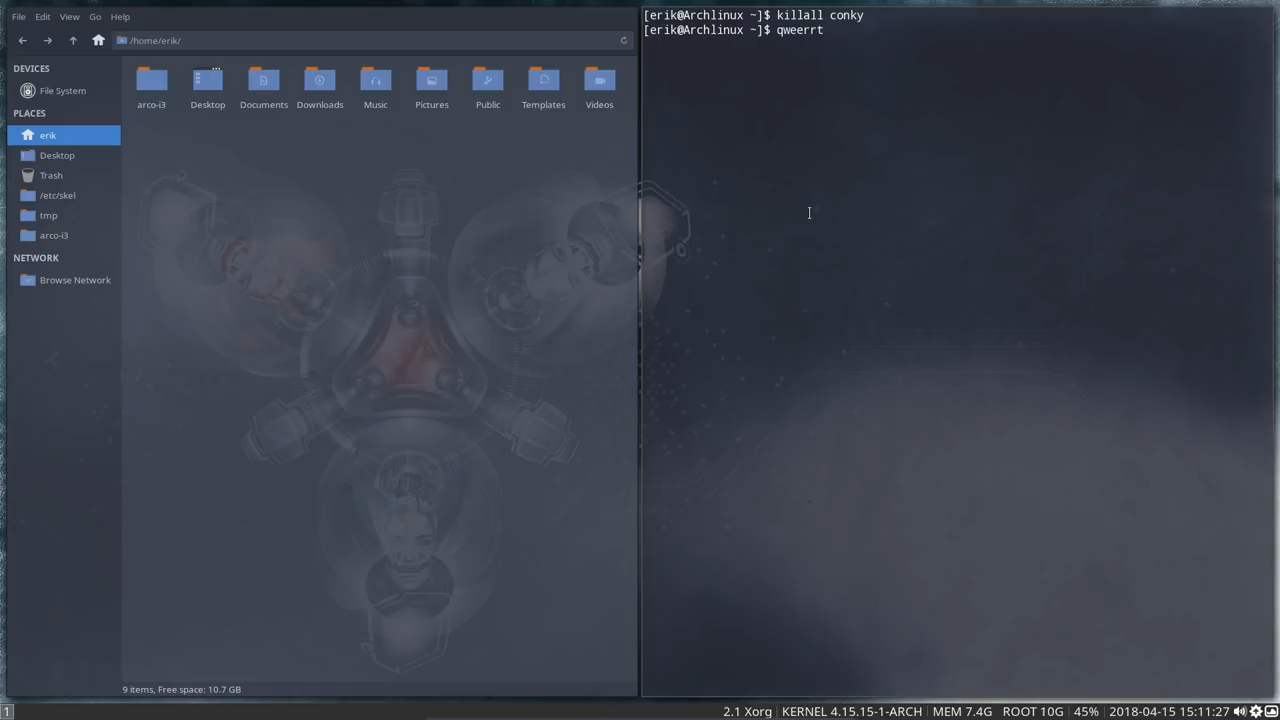 File Edit View Go Help
/home/erik/
DEVICES
File System
PLACES
erik
Desktop
Trash
/etc/skel
tmp
arco-i3
NETWORK
Browse Network
arco-i3 Desktop Documents Downloads Music Pictures Public Templates Videos
9 items, Free space: 10.7 GB
[erik@Archlinux ~]$ killall conky
[erik@Archlinux ~]$ qweerrt
1 2.1 Xorg KERNEL 4.15.15-1-ARCH MEM 7.4G ROOT 10G 45% 2018-04-15 15:11:27